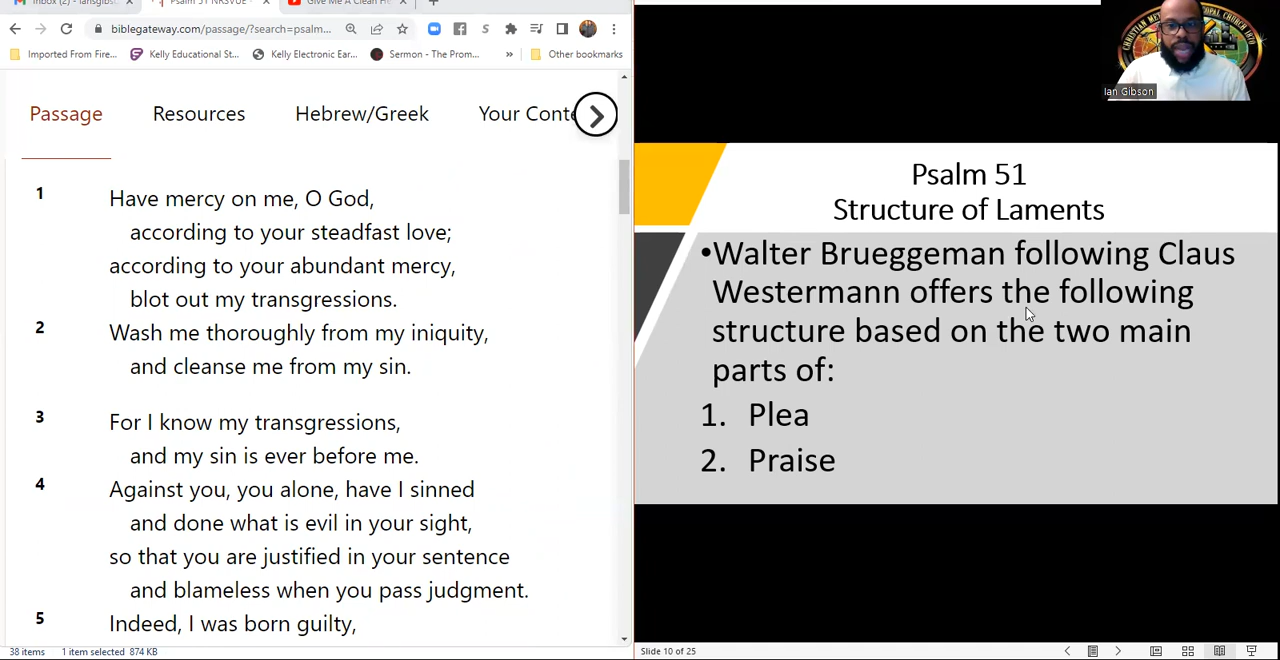 Inbox (2) - iansgibs
Psalm 51 NRSVUE -
Give Me A Clean He
biblegateway.com/passage/?search=psalm...
Imported From Fire...
Kelly Educational St...
Kelly Electronic Ear...
Sermon - The Prom...
»
Other bookmarks
Passage
Resources
Hebrew/Greek
Your Conte
1 Have mercy on me, O God,
according to your steadfast love;
according to your abundant mercy,
blot out my transgressions.
2 Wash me thoroughly from my iniquity,
and cleanse me from my sin.
3 For I know my transgressions,
and my sin is ever before me.
4 Against you, you alone, have I sinned
and done what is evil in your sight,
so that you are justified in your sentence
and blameless when you pass judgment.
5 Indeed, I was born guilty,
38 items 1 item selected 874 KB
Ian Gibson
Psalm 51
Structure of Laments
•Walter Brueggeman following Claus
Westermann offers the following
structure based on the two main
parts of:
1. Plea
2. Praise
Slide 10 of 25